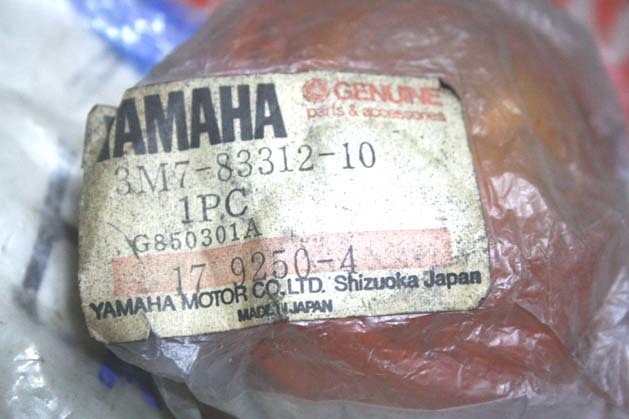 YAMAHA
GENUINE
parts & accessories
3M7-83312-10
1PC
G850301A
17 9250-4
YAMAHA MOTOR CO., LTD. Shizuoka Japan
MADE IN JAPAN